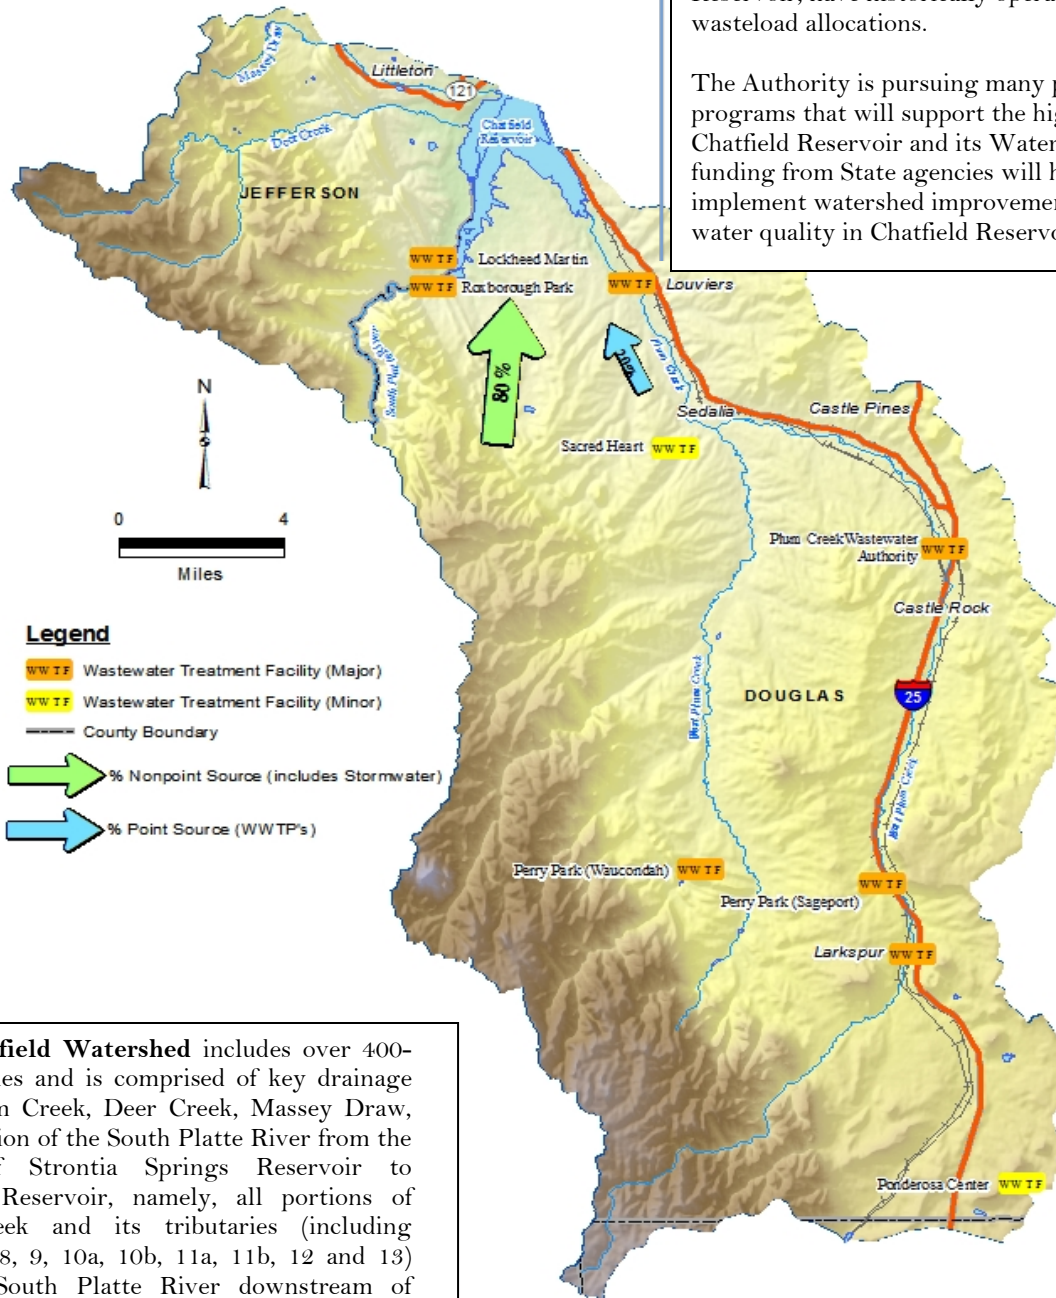 wasteload allocations.
The Authority is pursuing many p
programs that will support the hig
Chatfield Reservoir and its Water
funding from State agencies will h
implement watershed improvemen
water quality in Chatfield Reservo
Massey Draw
Littleton
121
Deer Creek
Chatfield
Reservoir
JEFFERSON
WWTF
Lockheed Martin
WWTF
Roxborough Park
WWTF
Louviers
South Platte River
80 %
20%
Plum Creek
Sedalia
Castle Pines
Sacred Heart
WWTF
N
0
4
Miles
Plum Creek Wastewater
Authority
WWTF
Castle Rock
Legend
WWTF Wastewater Treatment Facility (Major)
WWTF Wastewater Treatment Facility (Minor)
County Boundary
% Nonpoint Source (includes Stormwater)
% Point Source (WWTP's)
West Plum Creek
DOUGLAS
25
East Plum Creek
Perry Park (Waucondah)
WWTF
WWTF
Perry Park (Sageport)
Larkspur
WWTF
Ponderosa Center
WWTF
field Watershed includes over 400-
es and is comprised of key drainage
n Creek, Deer Creek, Massey Draw,
ion of the South Platte River from the
f Strontia Springs Reservoir to
Reservoir, namely, all portions of
eek and its tributaries (including
8, 9, 10a, 10b, 11a, 11b, 12 and 13)
South Platte River downstream of